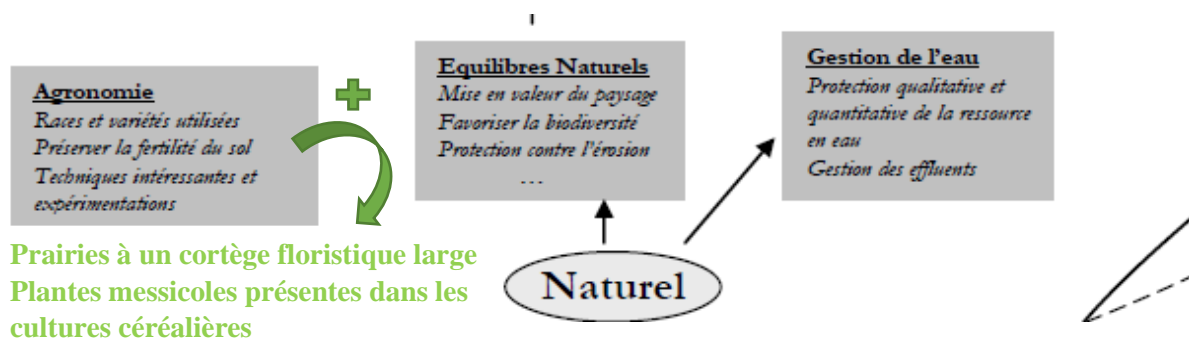 Agronomie
Races et variétés utilisées
Préserver la fertilité du sol
Techniques intéressantes et
expérimentations
Equilibres Naturels
Mise en valeur du paysage
Favoriser la biodiversité
Protection contre l'érosion
…
Gestion de l'eau
Protection qualitative et
quantitative de la ressource
en eau
Gestion des effluents
Prairies à un cortège floristique large
Plantes messicoles présentes dans les
cultures céréalières
Naturel